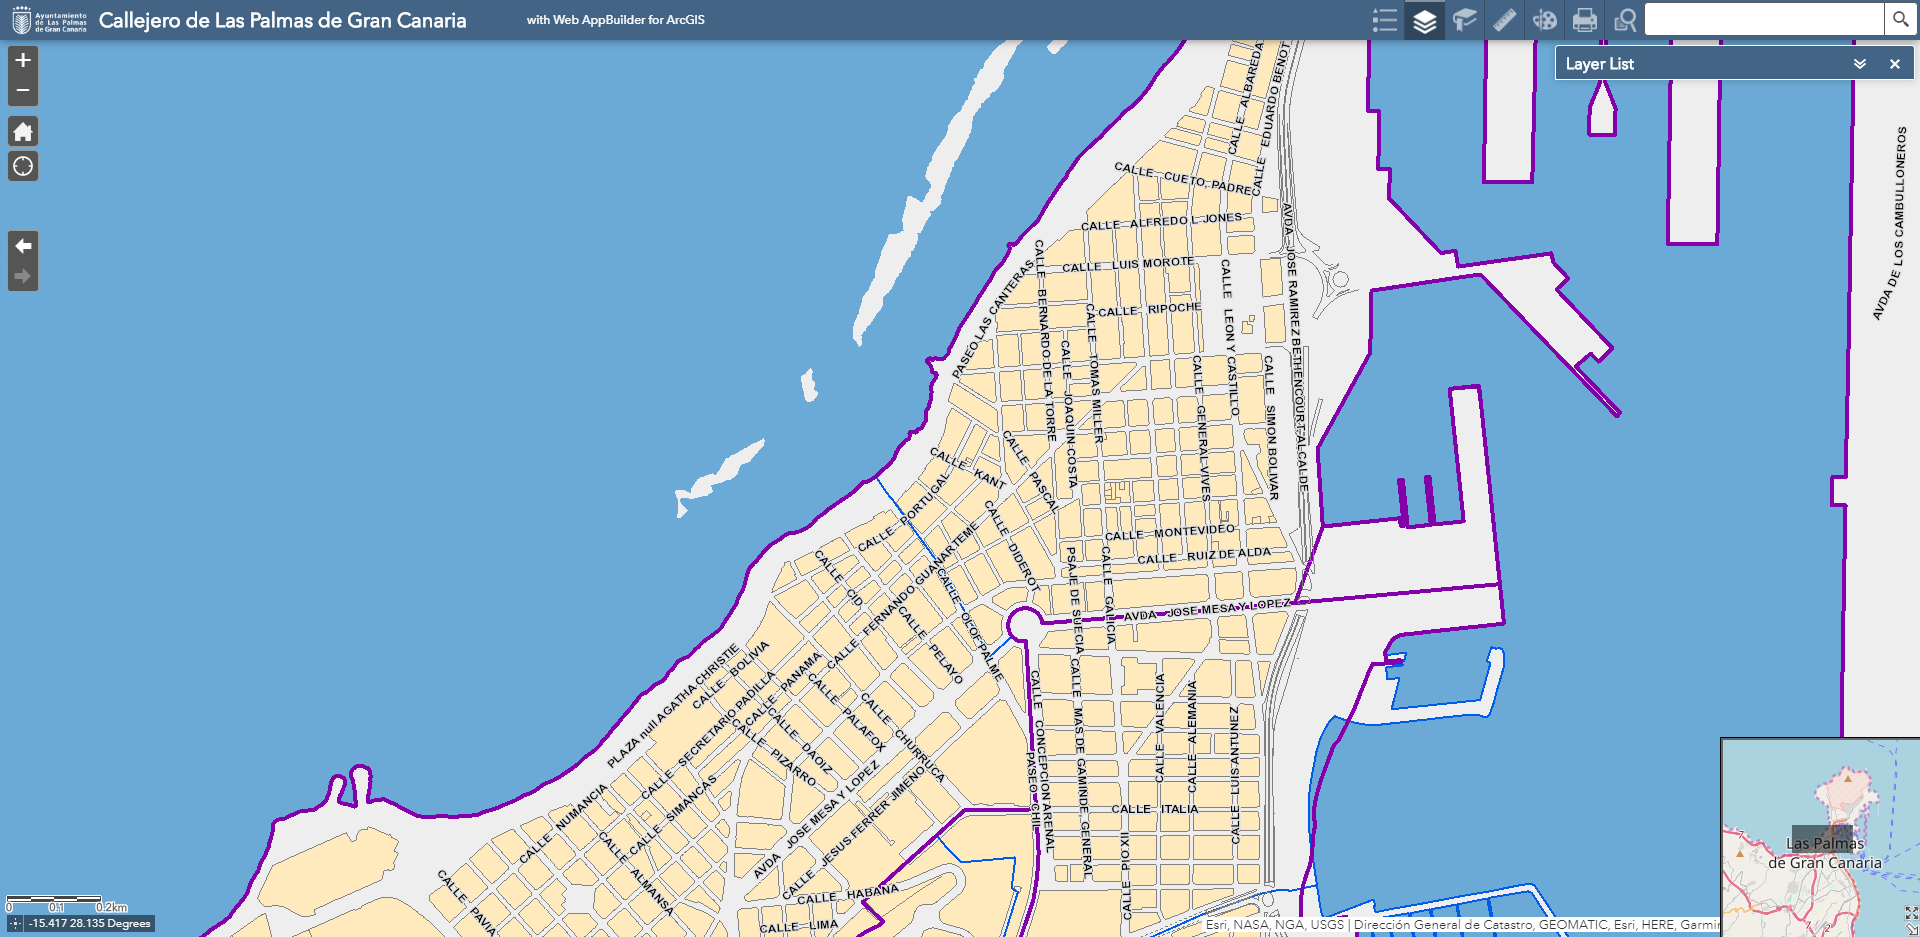 Ayuntamiento
de Las Palmas
de Gran Canaria
Callejero de Las Palmas de Gran Canaria
with Web AppBuilder for ArcGIS
Layer List
CALLE ALBAREDA
CALLE EDUARDO BENOT
AVDA DE LOS CAMBULLONEROS
CALLE CUETO, PADRE
CALLE ALFREDO L JONES
CALLE LUIS MOROTE
CALLE RIPOCHE
PASEO LAS CANTERAS
CALLE BERNARDO DE LA TORRE
CALLE TOMAS MILLER
CALLE JOAQUIN COSTA
CALLE LEON Y CASTILLO
CALLE GENERAL VIVES
CALLE SIMON BOLIVAR
AVDA JOSE RAMIREZ BETHENCOURT-ALCALDE
CALLE KANT
CALLE PASCAL
CALLE PORTUGAL
CALLE DIDEROT
CALLE MONTEVIDEO
CALLE RUIZ DE ALDA
CALLE CID
CALLE FERNANDO GUANARTEME
CALLE OLOF PALME
PSAJE DE SUECIA
CALLE GALICIA
AVDA JOSE MESA Y LOPEZ
CALLE PELAYO
PLAZA null AGATHA CHRISTIE
CALLE BOLIVIA
CALLE SECRETARIO PADILLA
CALLE PANAMA
CALLE PALAFOX
CALLE CHURRUCA
CALLE DAOIZ
CALLE PIZARRO
CALLE CONCEPCION ARENAL
PASEO CHIL
CALLE MAS DE GAMINDE, GENERAL
CALLE VALENCIA
CALLE ALEMANIA
CALLE LUIS ANTUNEZ
CALLE ITALIA
CALLE PIO XII
CALLE NUMANCIA
CALLE SIMANCAS
AVDA JOSE MESA Y LOPEZ
CALLE JESUS FERRER JIMENO
CALLE ALMANSA
CALLE PAVIA
CALLE HABANA
CALLE LIMA
0 0.1 0.2km
-15.417 28.135 Degrees
Las Palmas
de Gran Canaria
Esri, NASA, NGA, USGS | Dirección General de Catastro, GEOMATIC, Esri, HERE, Garmin